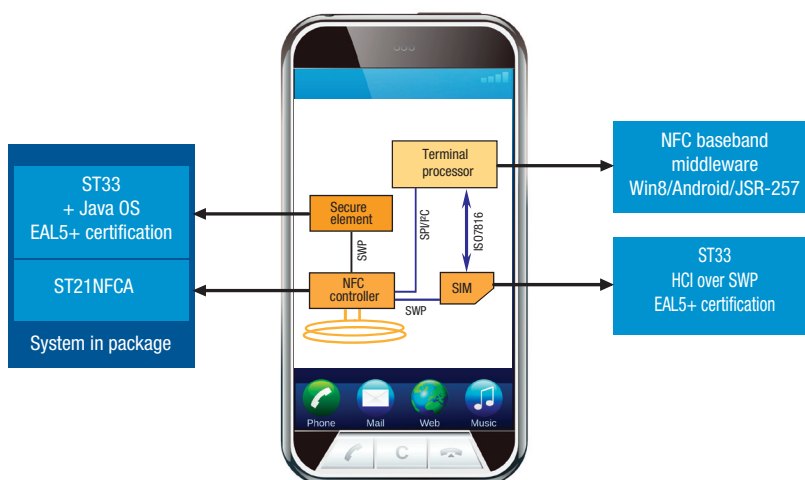 ST33
+ Java OS
EAL5+ certification
ST21NFCA
System in package
Terminal
processor
Secure
element
SWP
SPI/I²C
ISO7816
NFC
controller
SIM
SWP
Phone
Mail
Web
Music
C
NFC baseband
middleware
Win8/Android/JSR-257
ST33
HCI over SWP
EAL5+ certification